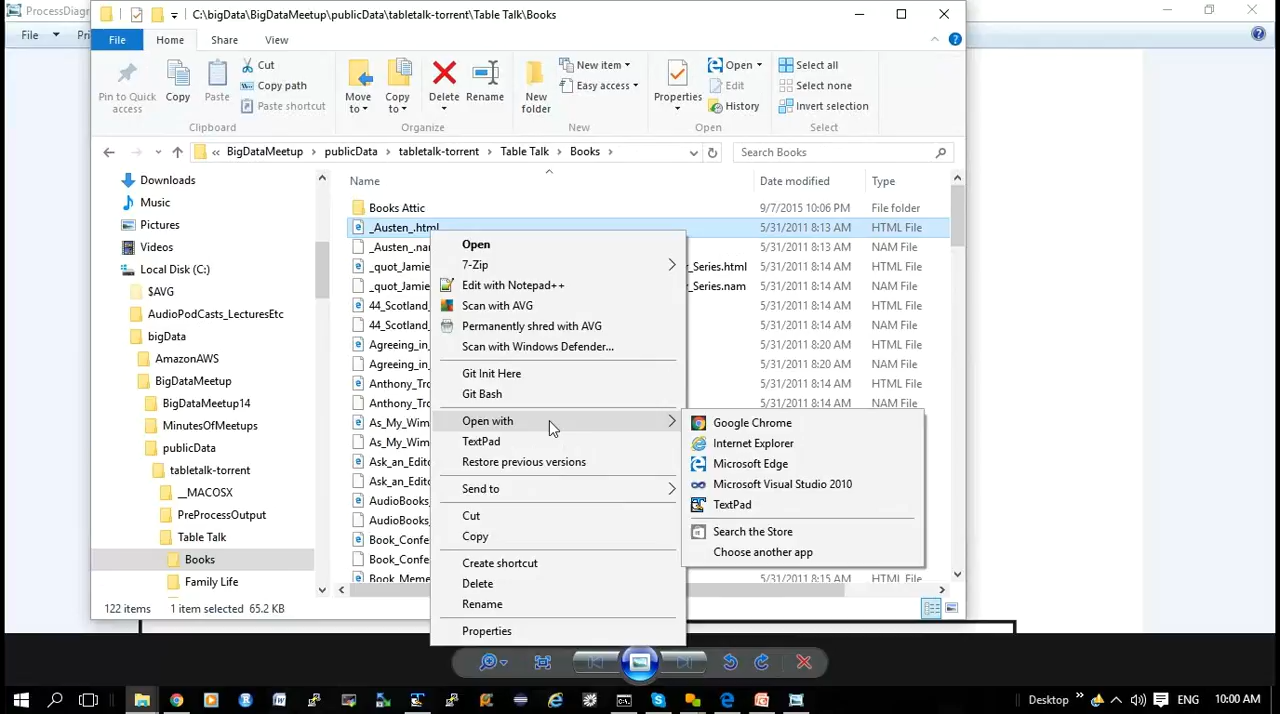 ProcessDiagr
C:\bigData\BigDataMeetup\publicData\tabletalk-torrent\Table Talk\Books
File
Pri
File
Home
Share
View
Pin to Quick access
Copy
Paste
Cut
Copy path
Paste shortcut
Clipboard
Move to
Copy to
Delete
Rename
Organize
New folder
New item
Easy access
New
Properties
Open
Edit
History
Open
Select all
Select none
Invert selection
Select
« BigDataMeetup > publicData > tabletalk-torrent > Table Talk > Books >
Search Books
Downloads
Music
Pictures
Videos
Local Disk (C:)
$AVG
AudioPodCasts_LecturesEtc
bigData
AmazonAWS
BigDataMeetup
BigDataMeetup14
MinutesOfMeetups
publicData
tabletalk-torrent
__MACOSX
PreProcessOutput
Table Talk
Books
Family Life
Name
Date modified
Type
Books Attic 9/7/2015 10:06 PM File folder
_Austen_.html 5/31/2011 8:13 AM HTML File
_Austen_.na 5/31/2011 8:13 AM NAM File
_quot_Jamie y_Series.html 5/31/2011 8:14 AM HTML File
_quot_Jamie y_Series.nam 5/31/2011 8:14 AM NAM File
44_Scotland_ 5/31/2011 8:14 AM HTML File
44_Scotland_ 5/31/2011 8:14 AM NAM File
Agreeing_in_ 5/31/2011 8:20 AM HTML File
Agreeing_in_ 5/31/2011 8:20 AM NAM File
Anthony_Tro 5/31/2011 8:14 AM HTML File
Anthony_Tro 5/31/2011 8:14 AM NAM File
As_My_Wim
As_My_Wim
Ask_an_Edito
Ask_an_Edito
AudioBooks_
AudioBooks_
Book_Confe
Book_Confe
Book_Meme 5/31/2011 8:15 AM HTML File
Open
7-Zip
Edit with Notepad++
Scan with AVG
Permanently shred with AVG
Scan with Windows Defender...
Git Init Here
Git Bash
Open with
TextPad
Restore previous versions
Send to
Cut
Copy
Create shortcut
Delete
Rename
Properties
Google Chrome
Internet Explorer
Microsoft Edge
Microsoft Visual Studio 2010
TextPad
Search the Store
Choose another app
122 items 1 item selected 65.2 KB
Desktop
ENG
10:00 AM